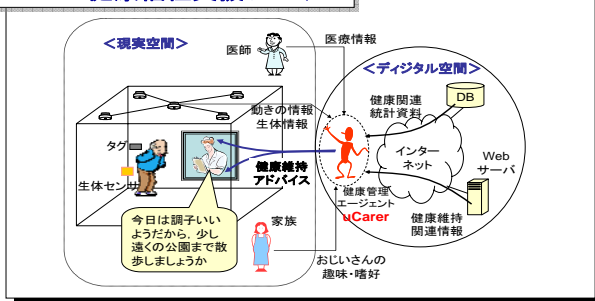 ＜現実空間＞
医師
医療情報
＜ディジタル空間＞
動きの情報
生体情報
健康関連
統計資料
DB
タグ
生体センサ
健康維持
アドバイス
インター
ネット
Web
サーバ
健康管理
エージェント
uCarer
健康維持
関連情報
今日は調子いい
ようだから，少し
遠くの公園まで散
歩しましょうか
家族
おじいさんの
趣味・嗜好